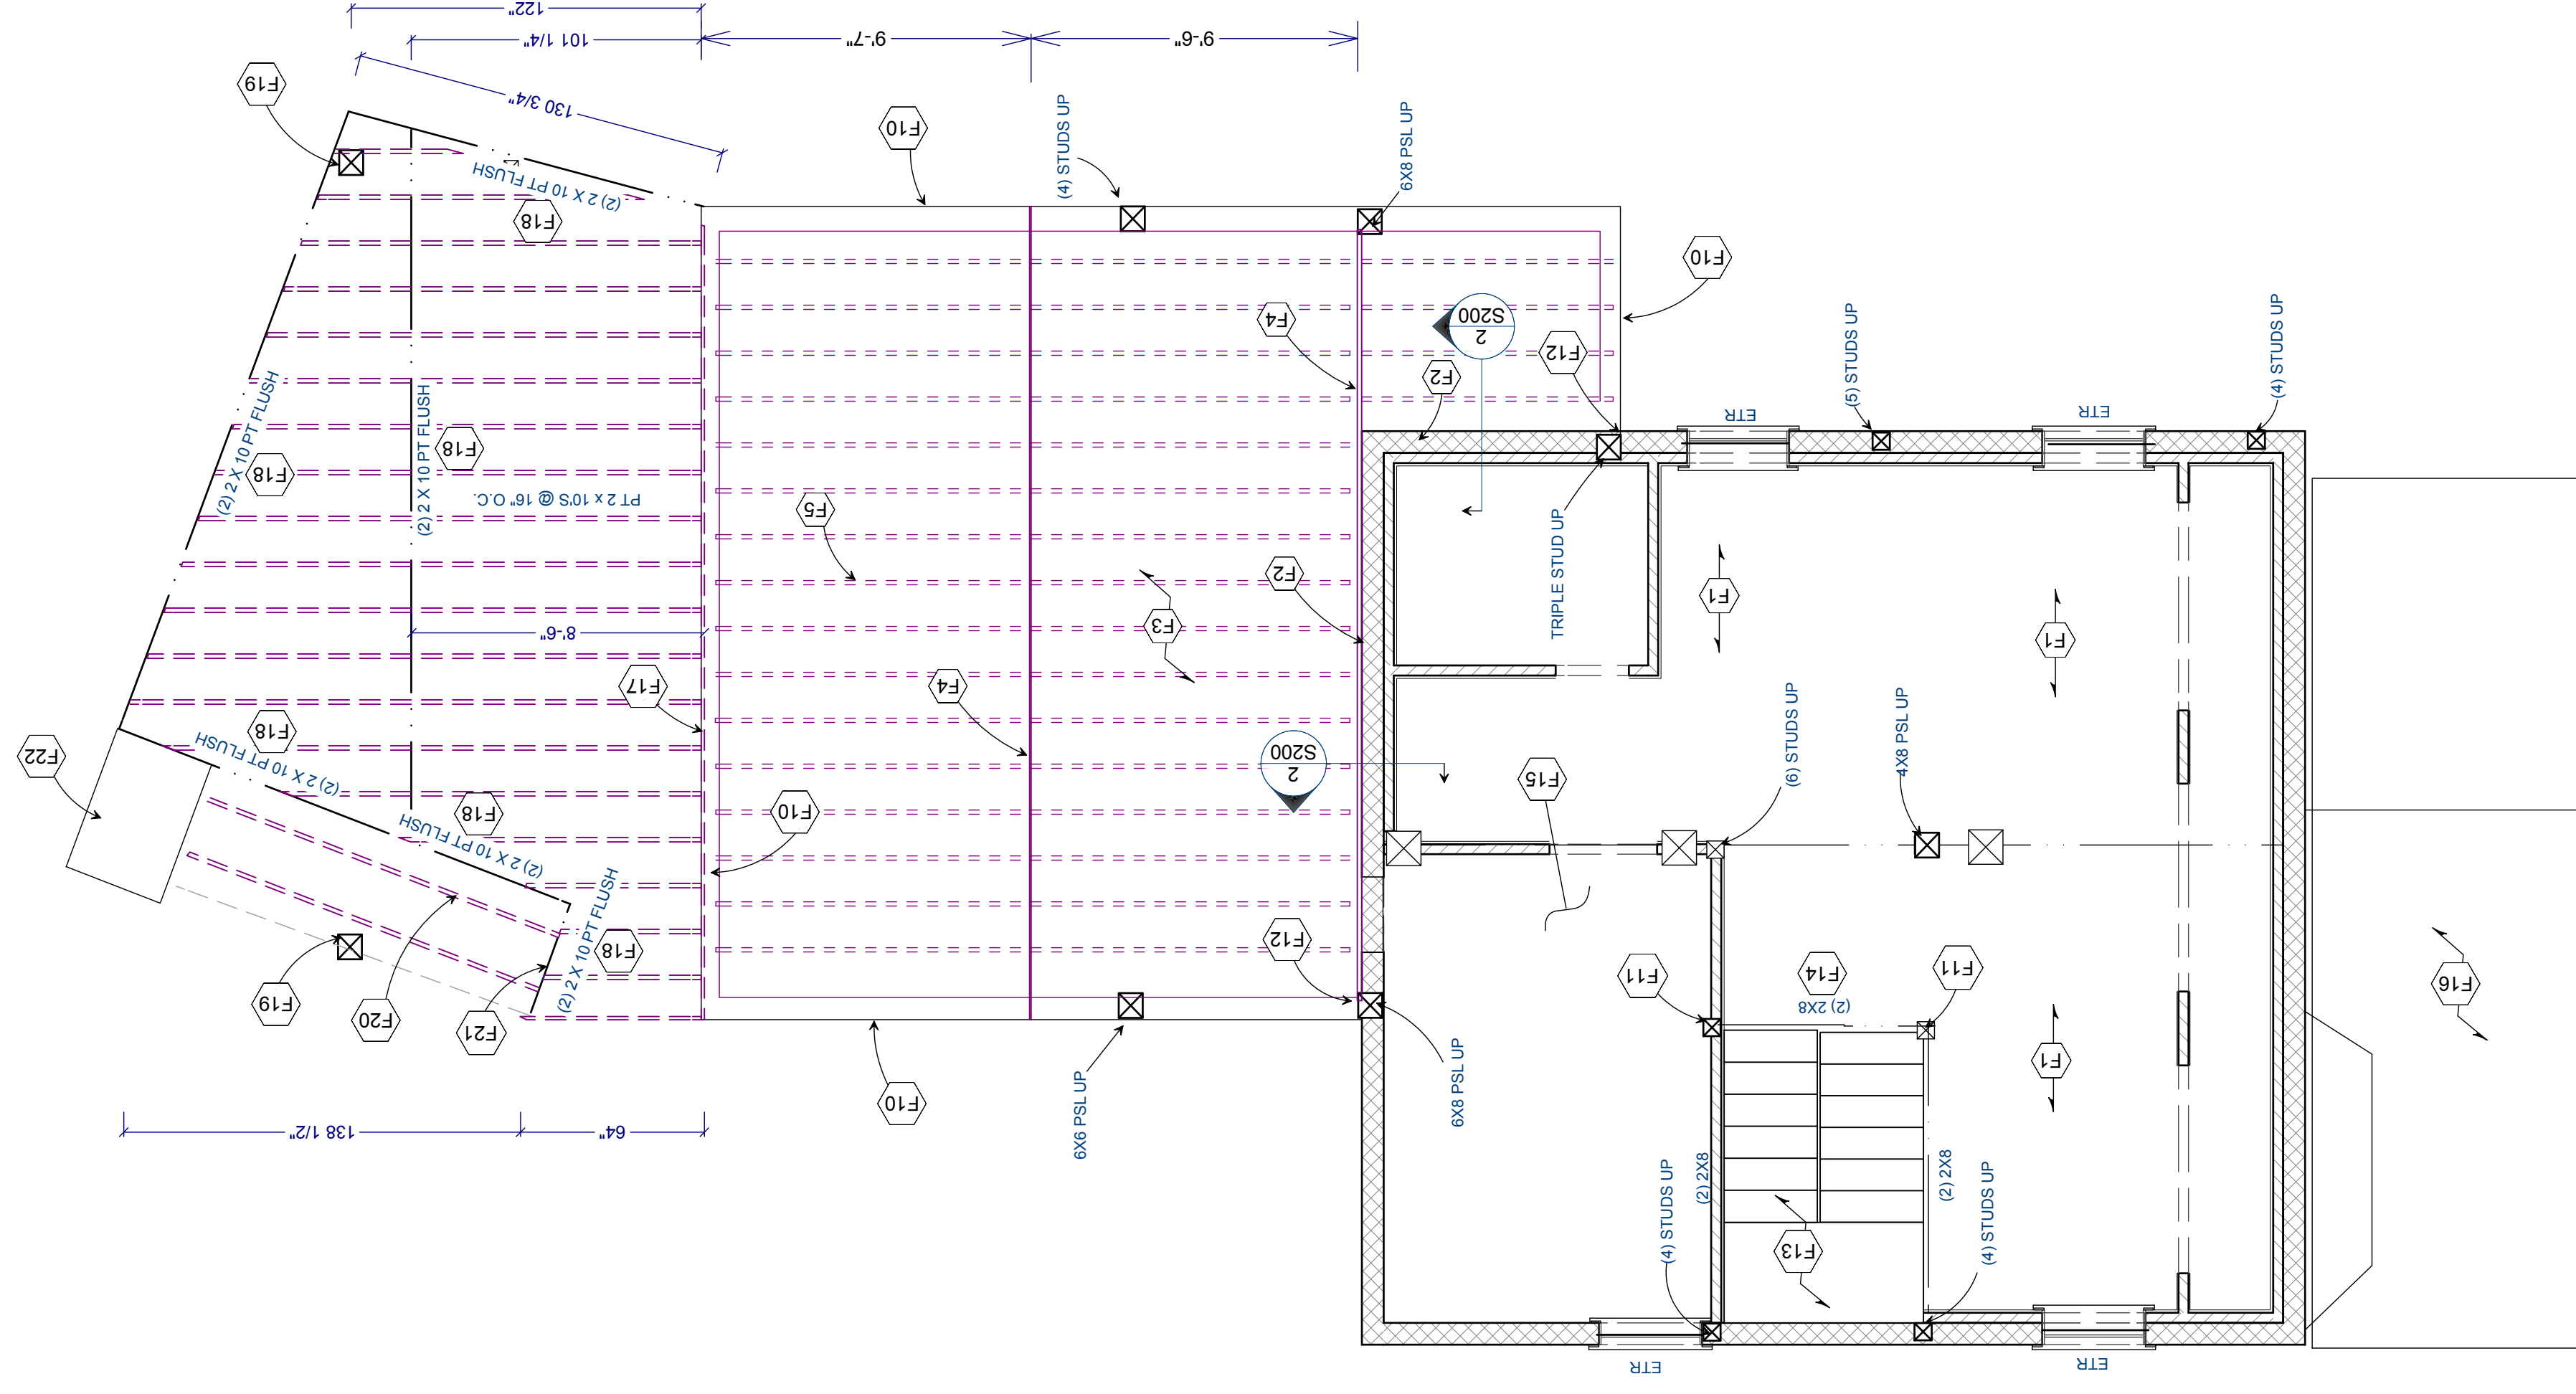 122"
101 1/4"
9'-7"
9'-6"
130 3/4"
F19
F10
(4) STUDS UP
6X8 PSL UP
(2) 2 X 10 PT FLUSH
F18
F10
F4
2
S200
F12
F2
(5) STUDS UP
(4) STUDS UP
ETR
ETR
(2) 2 X 10 PT FLUSH
(2) 2 X 10 PT FLUSH
F18
F18
PT 2 x 10'S @ 16" O.C.
F5
F2
TRIPLE STUD UP
F1
F1
F3
8'-6"
F17
F4
F18
F22
(2) 2 X 10 PT FLUSH
2
S200
F15
(6) STUDS UP
4X8 PSL UP
F18
F10
(2) 2 X 10 PT FLUSH
F12
F18
(2) 2 X 10 PT FLUSH
F11
F14
(2) 2X8
F11
F16
F19
F20
F21
F1
F10
6X6 PSL UP
6X8 PSL UP
138 1/2"
64"
(4) STUDS UP
(2) 2X8
F13
(2) 2X8
(4) STUDS UP
ETR
ETR